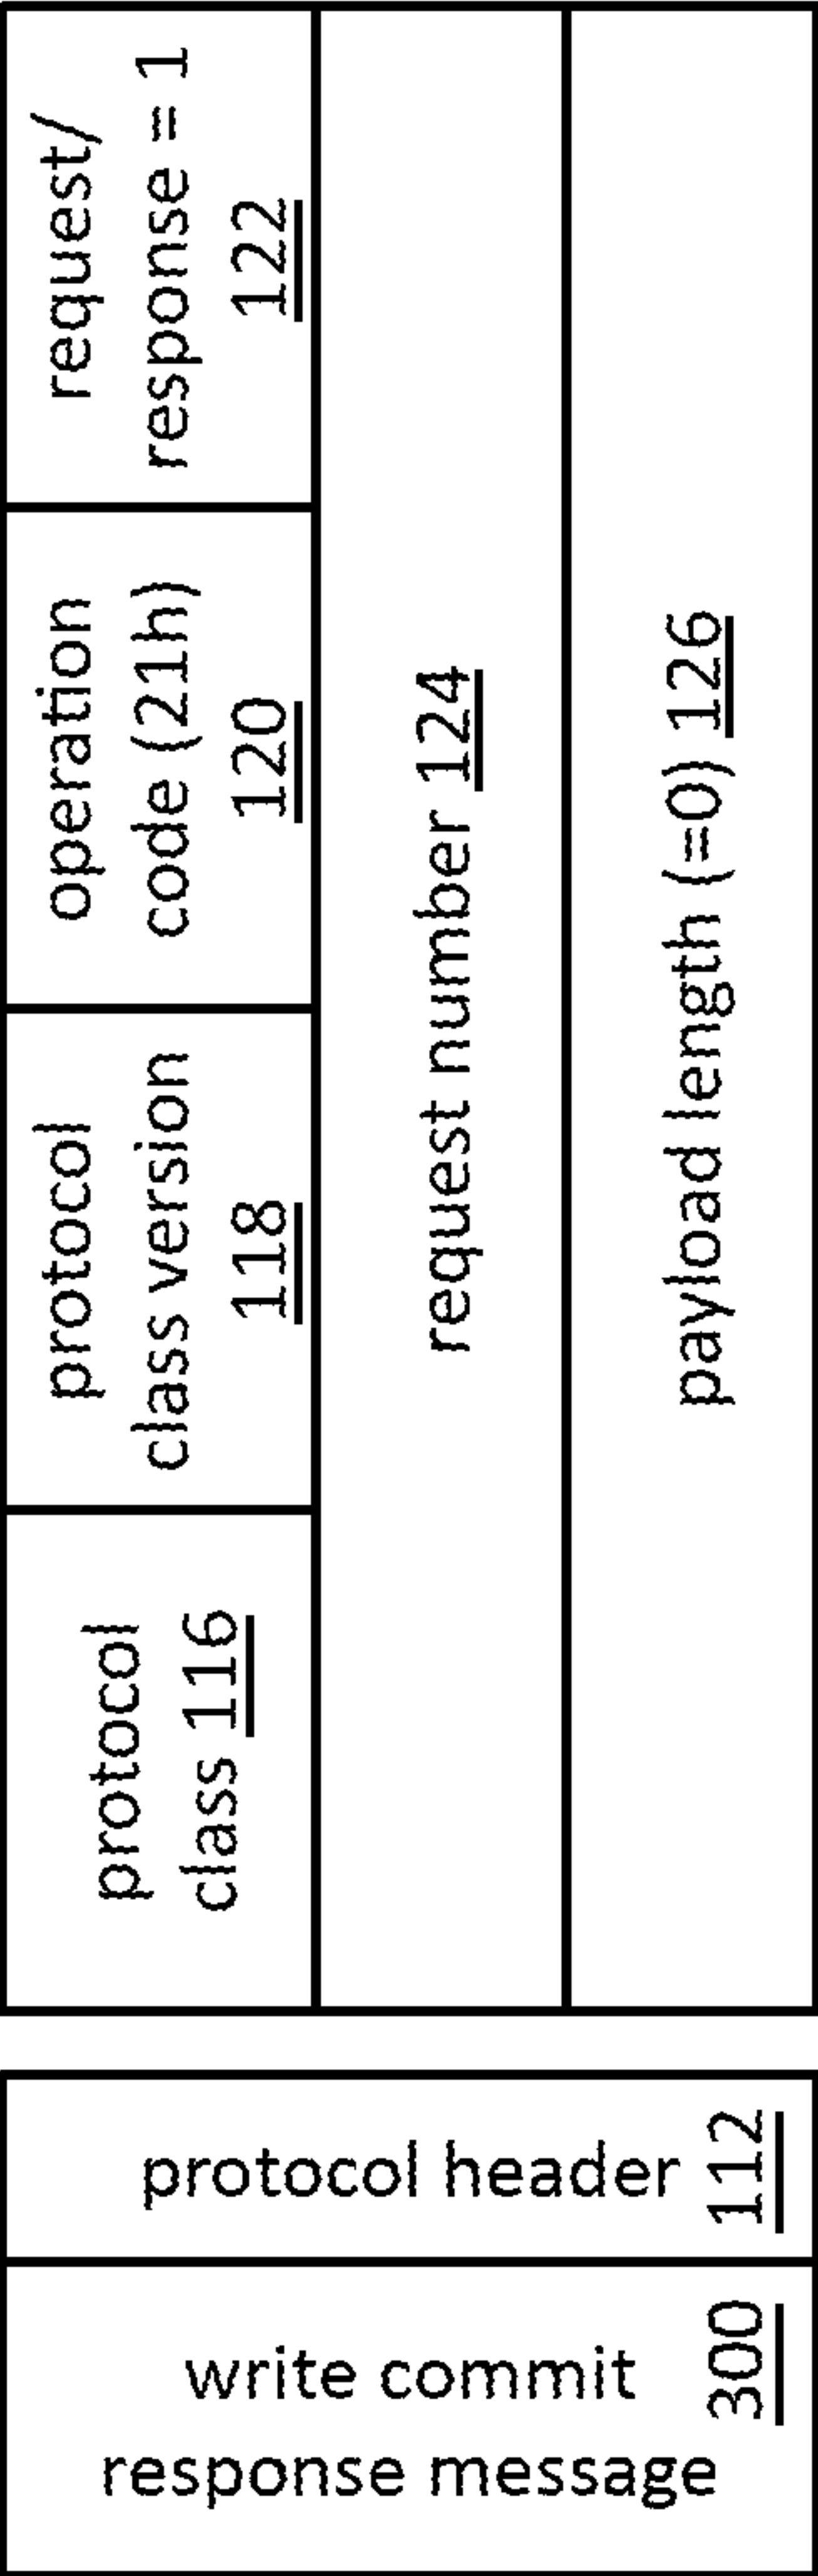 write commit
response message
300
protocol header
112
protocol
class 116
protocol
class version
118
operation
code (21h)
120
request/
response = 1
122
request number 124
payload length (=0) 126